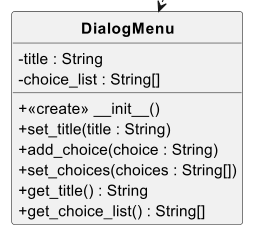 DialogMenu
-title : String
-choice_list : String[]
+«create» __init__()
+set_title(title : String)
+add_choice(choice : String)
+set_choices(choices : String[])
+get_title() : String
+get_choice_list() : String[]